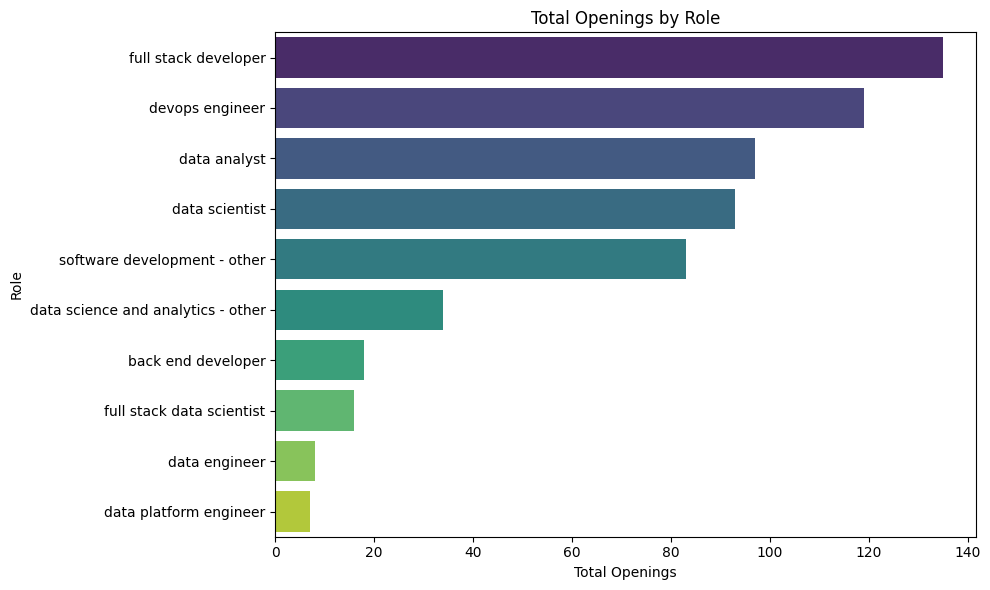 Total Openings by Role
full stack developer
devops engineer
data analyst
data scientist
software development - other
Role
data science and analytics - other
back end developer
full stack data scientist
data engineer
data platform engineer
0 20 40 60 80 100 120 140
Total Openings